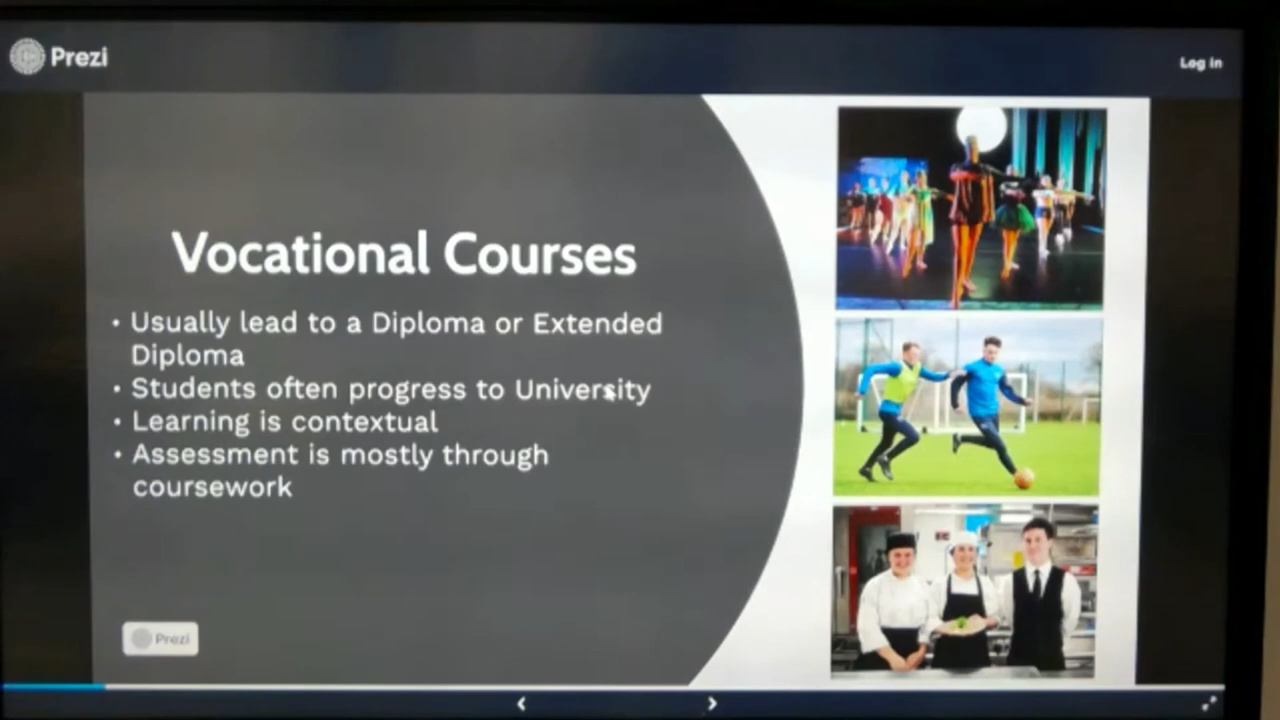 Prezi
Log in
Vocational Courses
• Usually lead to a Diploma or Extended
Diploma
• Students often progress to University
• Learning is contextual
• Assessment is mostly through
coursework
Prezi